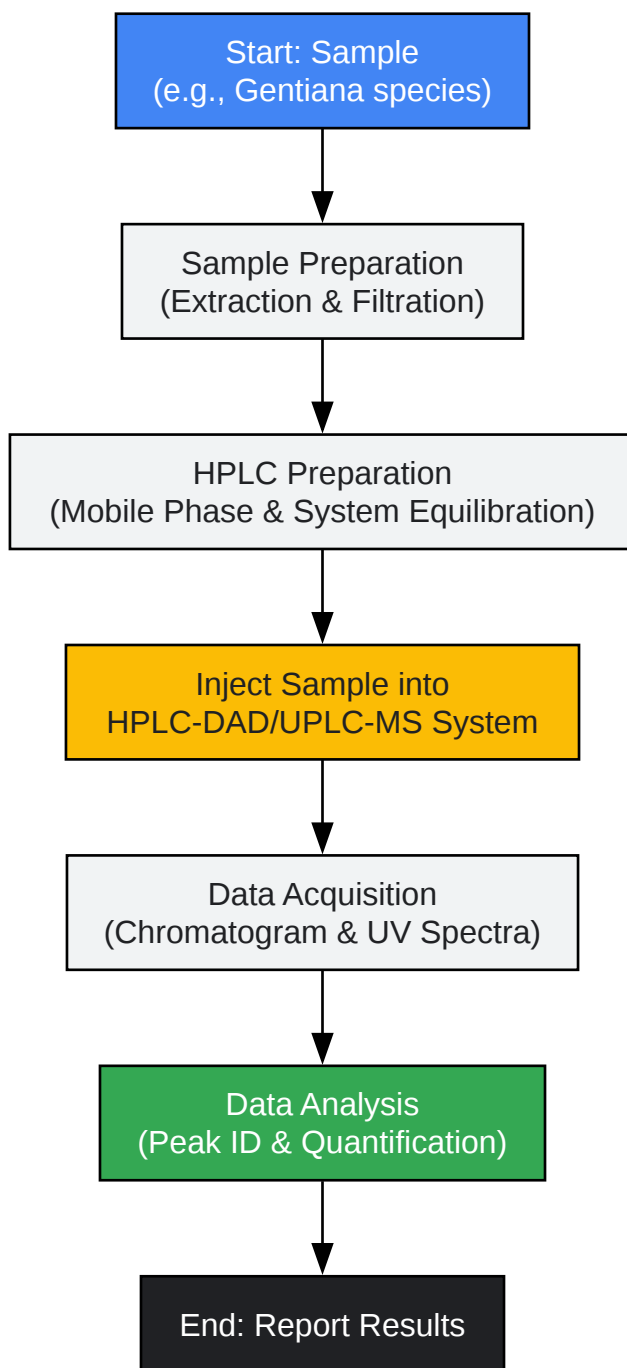 Start: Sample
(e.g., Gentiana species)
Sample Preparation
(Extraction & Filtration)
HPLC Preparation
(Mobile Phase & System Equilibration)
Inject Sample into
HPLC-DAD/UPLC-MS System
Data Acquisition
(Chromatogram & UV Spectra)
Data Analysis
(Peak ID & Quantification)
End: Report Results